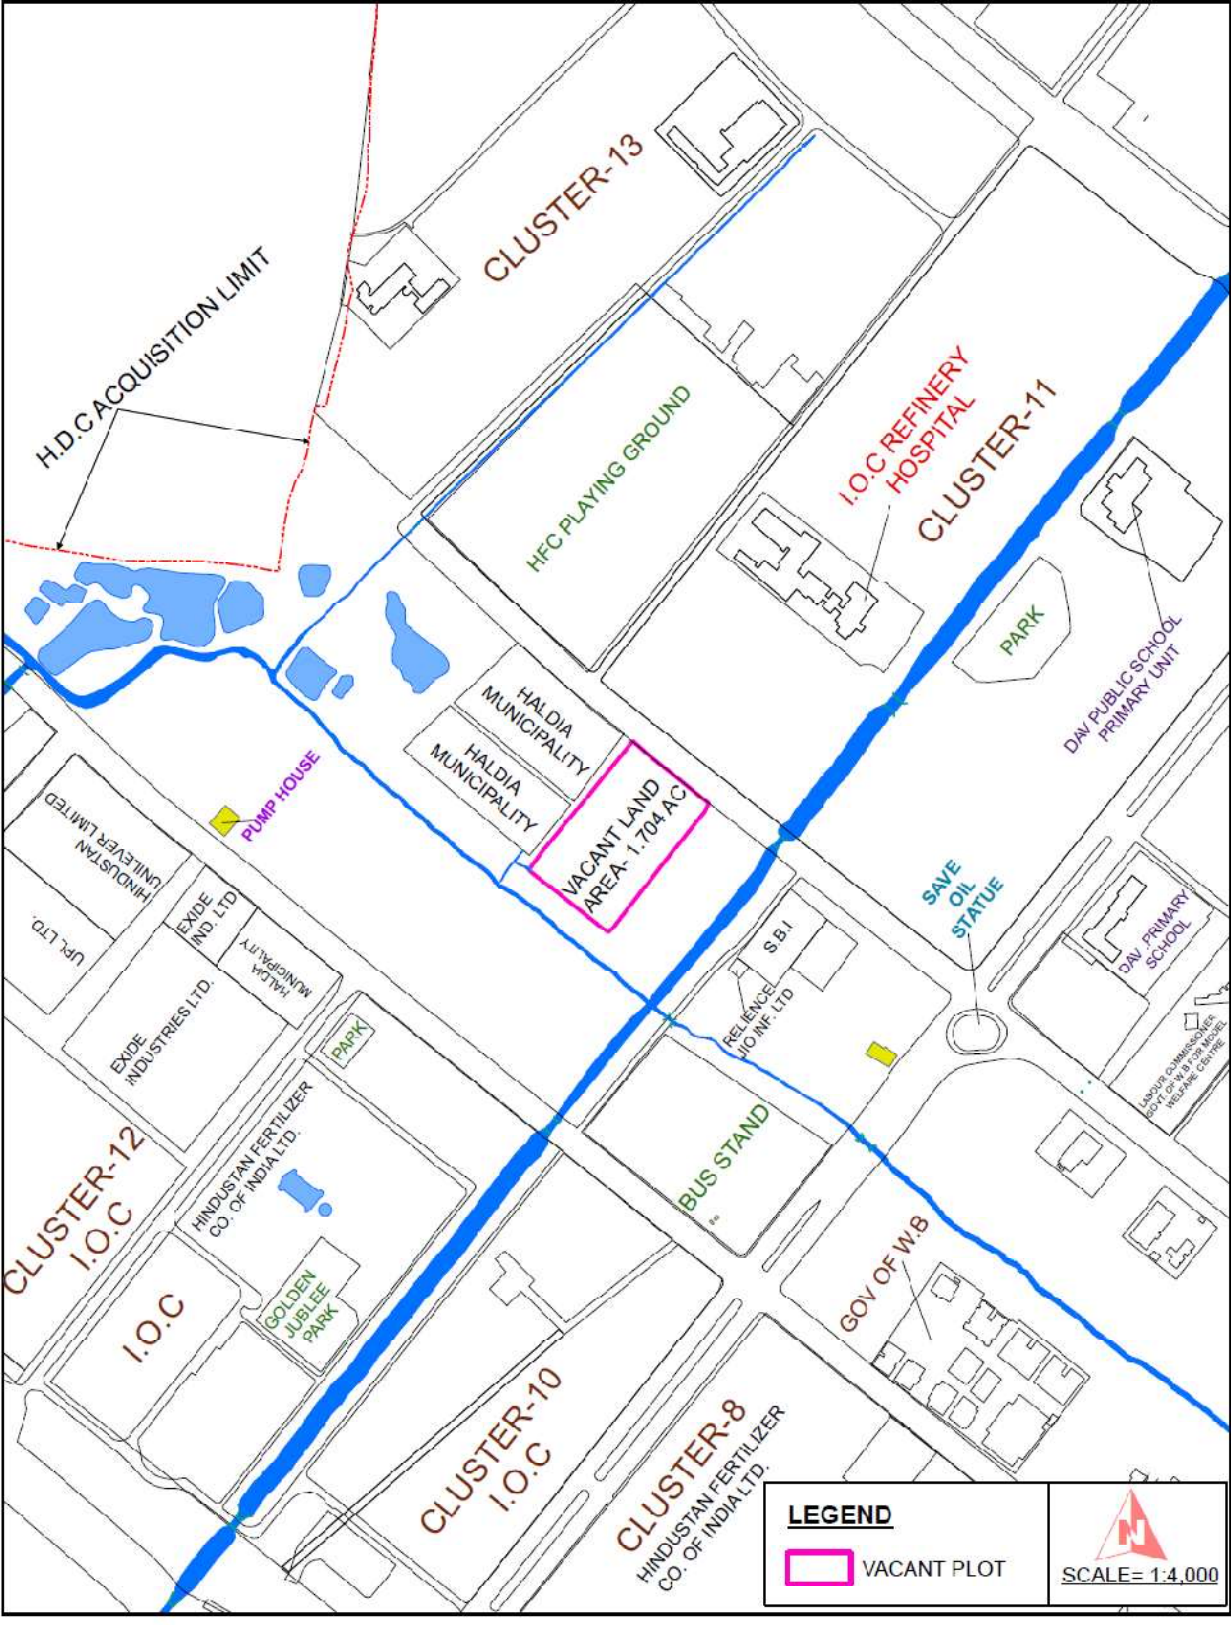 CLUSTER-13
H.D.C ACQUISITION LIMIT
HFC PLAYING GROUND
I.O.C REFINERY
HOSPITAL
CLUSTER-11
PARK
DAV PUBLIC SCHOOL
PRIMARY UNIT
HALDIA
MUNICIPALITY
HALDIA
MUNICIPALITY
VACANT LAND
AREA- 1.704 AC
PUMP HOUSE
HINDUSTAN
UNILEVER LIMITED
UPL LTD.
EXIDE
IND. LTD
HALDIA
MUNICIPALITY
EXIDE
INDUSTRIES LTD.
PARK
SAVE
OIL
STATUE
S.B.I
RELIENCE
JIO INF. LTD
DAV PRIMARY
SCHOOL
LABOUR COMMISSIONER
GOVT. OF W.B FOR MODEL
WELFARE CENTRE
BUS STAND
HINDUSTAN FERTILIZER
CO. OF INDIA LTD.
CLUSTER-12
I.O.C
I.O.C
GOLDEN
JUBLEE
PARK
GOV OF W.B
CLUSTER-10
I.O.C
CLUSTER-8
HINDUSTAN FERTILIZER
CO. OF INDIA LTD.
LEGEND
VACANT PLOT
N
SCALE= 1:4,000